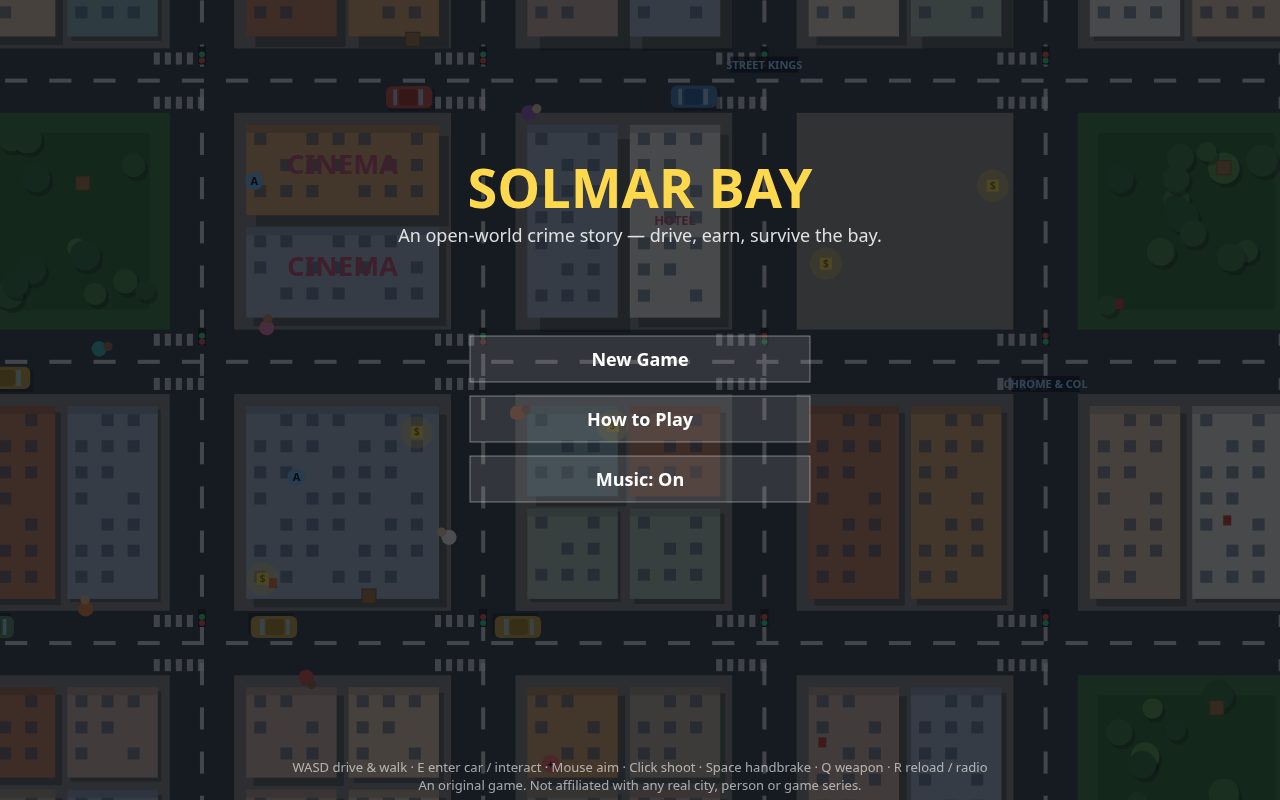 STREET KINGS
CINEMA
A
SOLMAR BAY
$
HOTEL
An open-world crime story — drive, earn, survive the bay.
$
CINEMA
New Game
CHROME & COL
How to Play
$
A
Music: On
$
WASD drive & walk · E enter car / interact · Mouse aim · Click shoot · Space handbrake · Q weapon · R reload / radio
An original game. Not affiliated with any real city, person or game series.